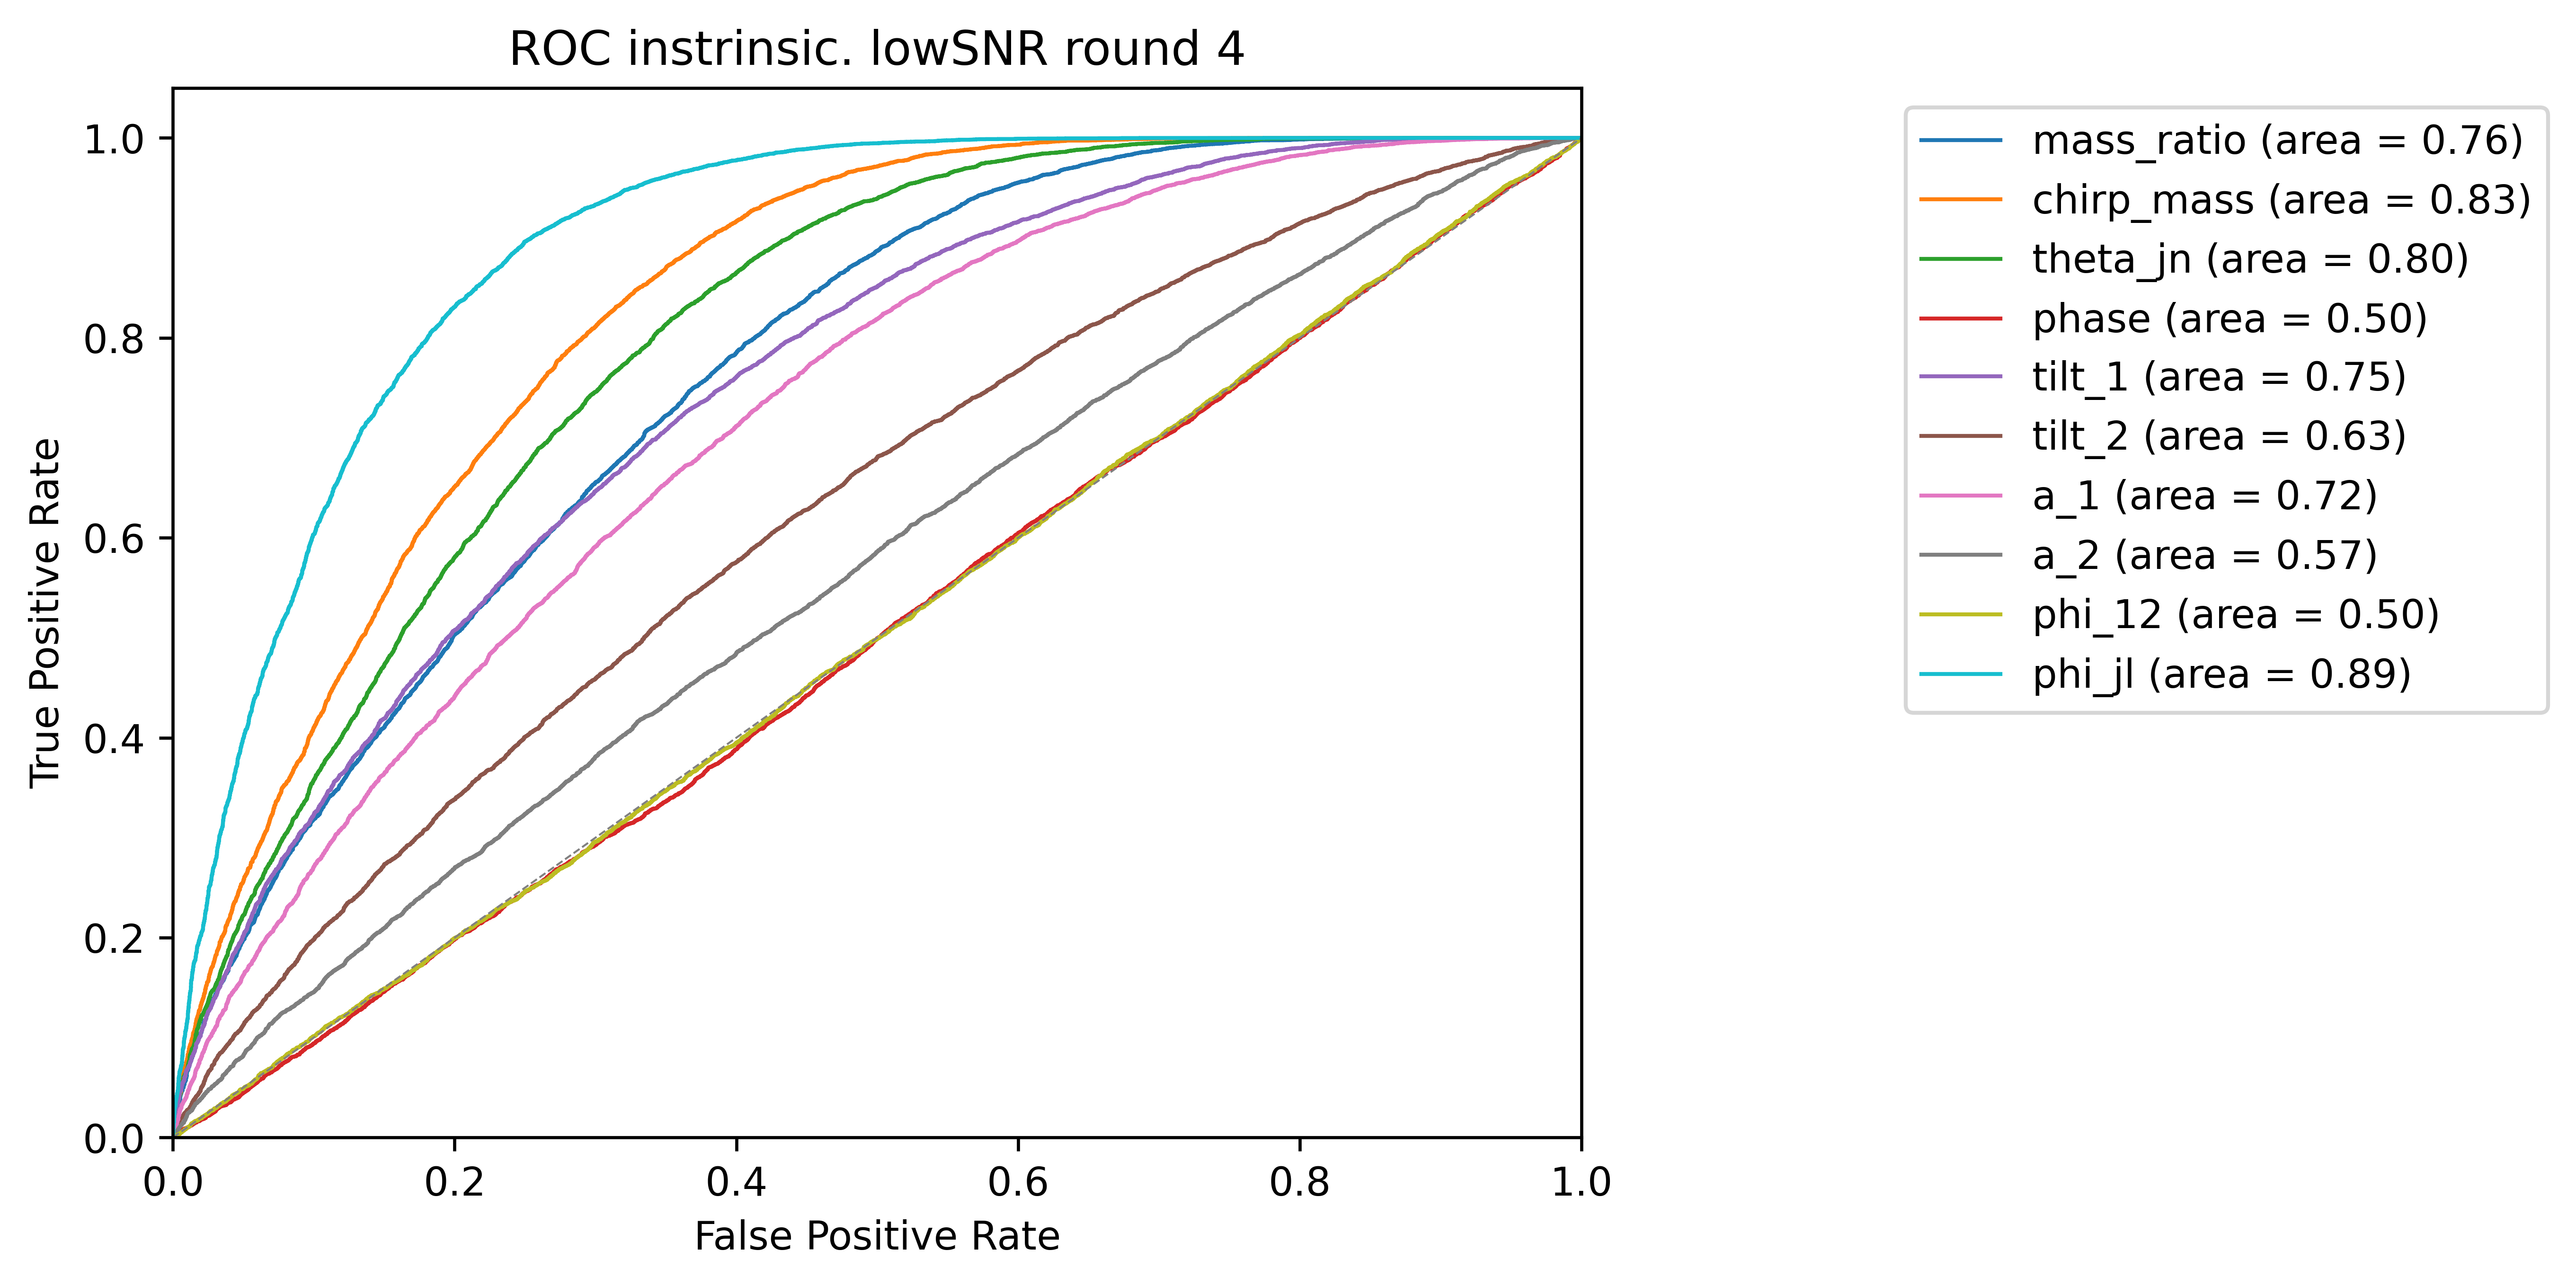 ROC instrinsic. lowSNR round 4
True Positive Rate
1.0
0.8
0.6
0.4
0.2
0.0
0.0 0.2 0.4 0.6 0.8 1.0
False Positive Rate
mass_ratio (area = 0.76)
chirp_mass (area = 0.83)
theta_jn (area = 0.80)
phase (area = 0.50)
tilt_1 (area = 0.75)
tilt_2 (area = 0.63)
a_1 (area = 0.72)
a_2 (area = 0.57)
phi_12 (area = 0.50)
phi_jl (area = 0.89)